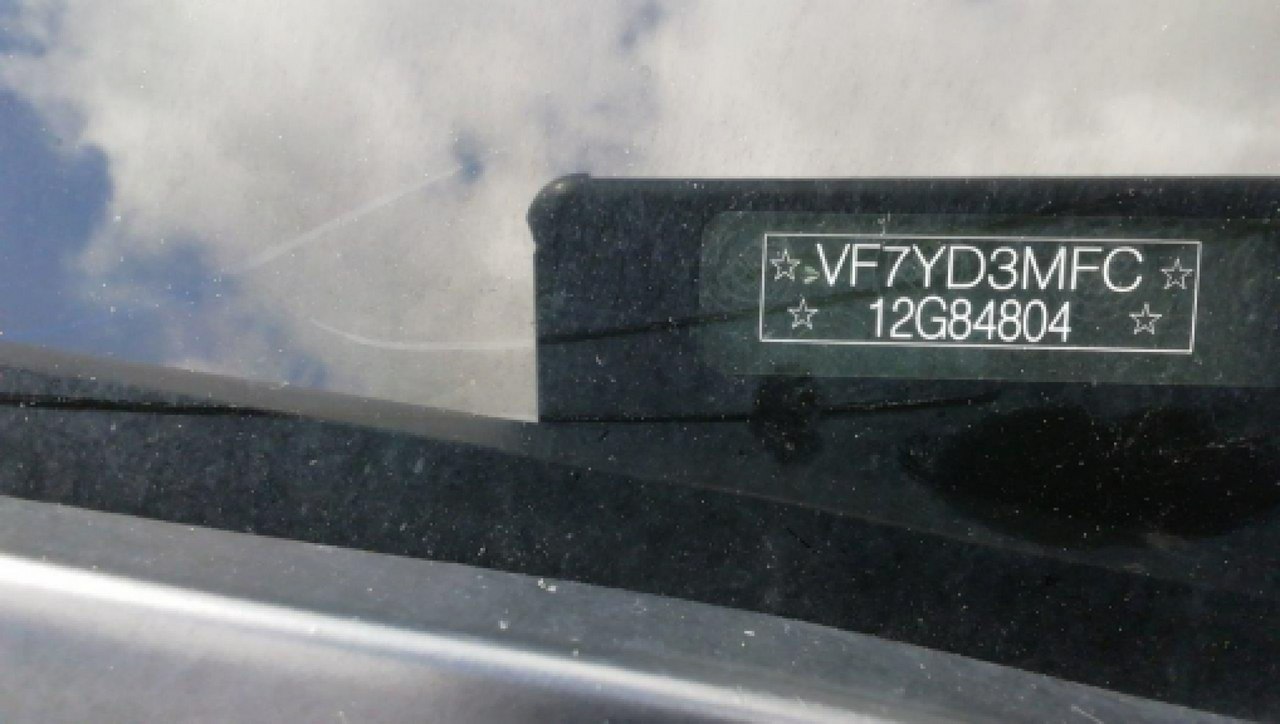 ☆ VF7YD3MFC ☆
☆ 12G84804 ☆